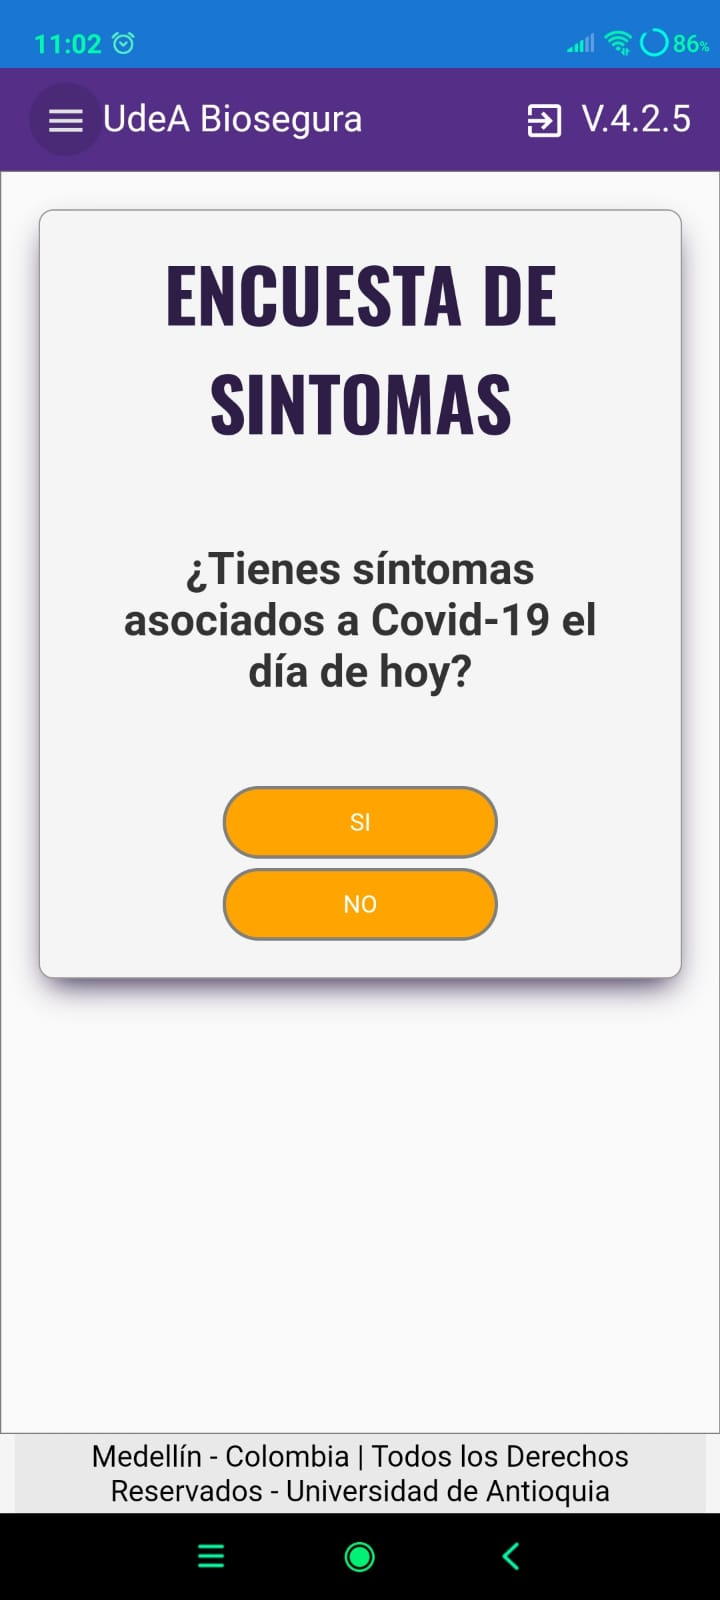 11:02 86%
UdeA Biosegura V.4.2.5
ENCUESTA DE
SINTOMAS
¿Tienes síntomas
asociados a Covid-19 el
día de hoy?
SI
NO
Medellín - Colombia | Todos los Derechos
Reservados - Universidad de Antioquia